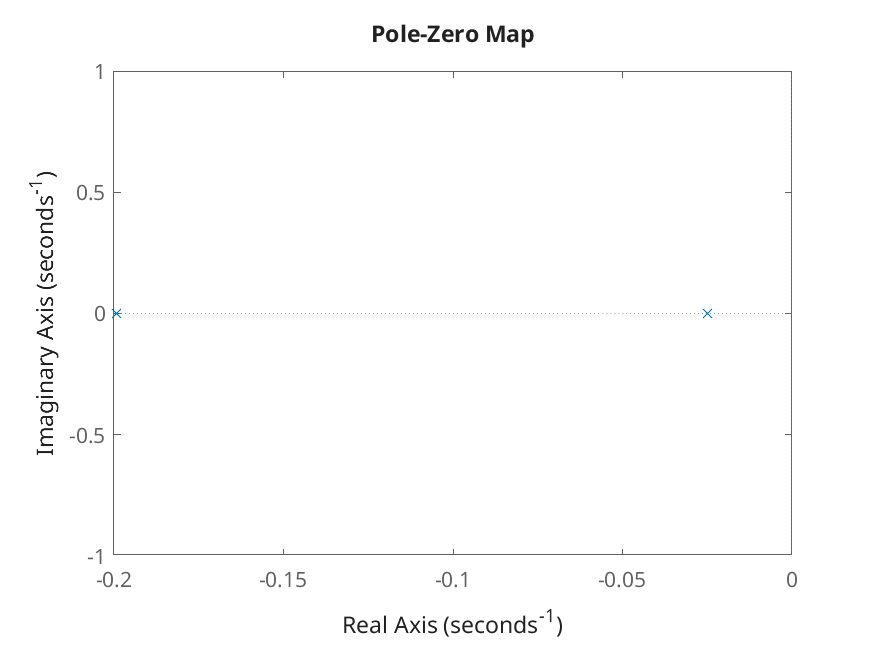 Pole-Zero Map
1
0.5
0
-0.5
-1
-0.2 -0.15 -0.1 -0.05 0
Imaginary Axis (seconds⁻¹)
Real Axis (seconds⁻¹)